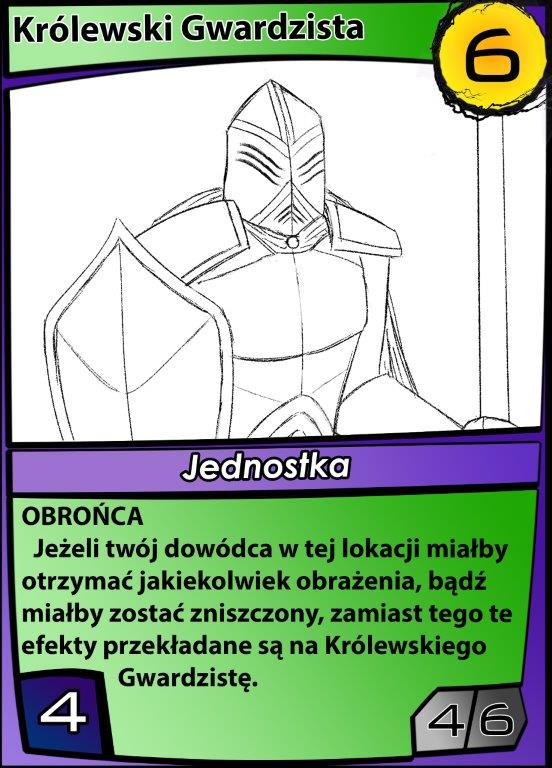 Królewski Gwardzista
6
Jednostka
OBROŃCA
Jeżeli twój dowódca w tej lokacji miałby
otrzymać jakiekolwiek obrażenia, bądź
miałby zostać zniszczony, zamiast tego te
efekty przekładane są na Królewskiego
Gwardzistę.
4
4/6